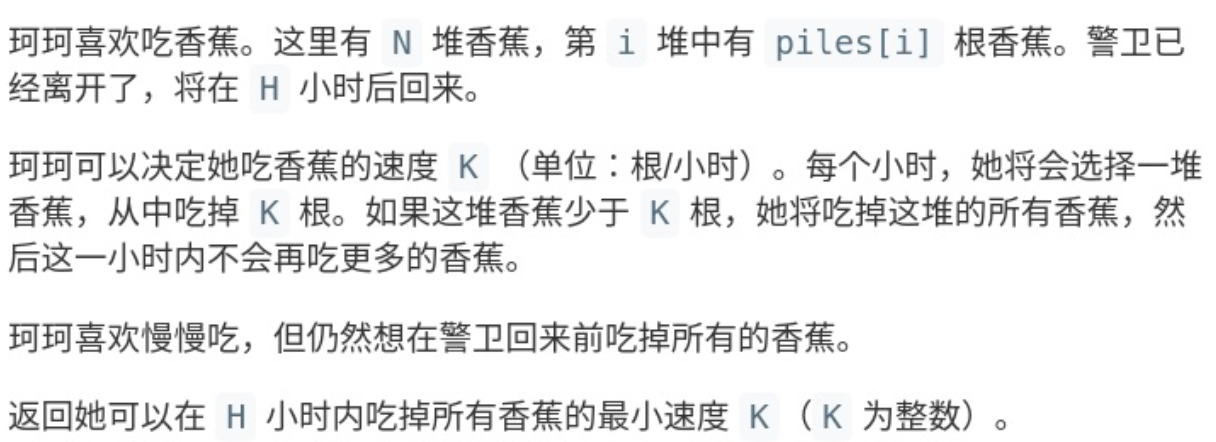 珂珂喜欢吃香蕉。这里有 N 堆香蕉，第 i 堆中有 piles[i] 根香蕉。警卫已
经离开了，将在 H 小时后回来。
珂珂可以决定她吃香蕉的速度 K （单位：根/小时）。每个小时，她将会选择一堆
香蕉，从中吃掉 K 根。如果这堆香蕉少于 K 根，她将吃掉这堆的所有香蕉，然
后这一小时内不会再吃更多的香蕉。
珂珂喜欢慢慢吃，但仍然想在警卫回来前吃掉所有的香蕉。
返回她可以在 H 小时内吃掉所有香蕉的最小速度 K（K 为整数）。